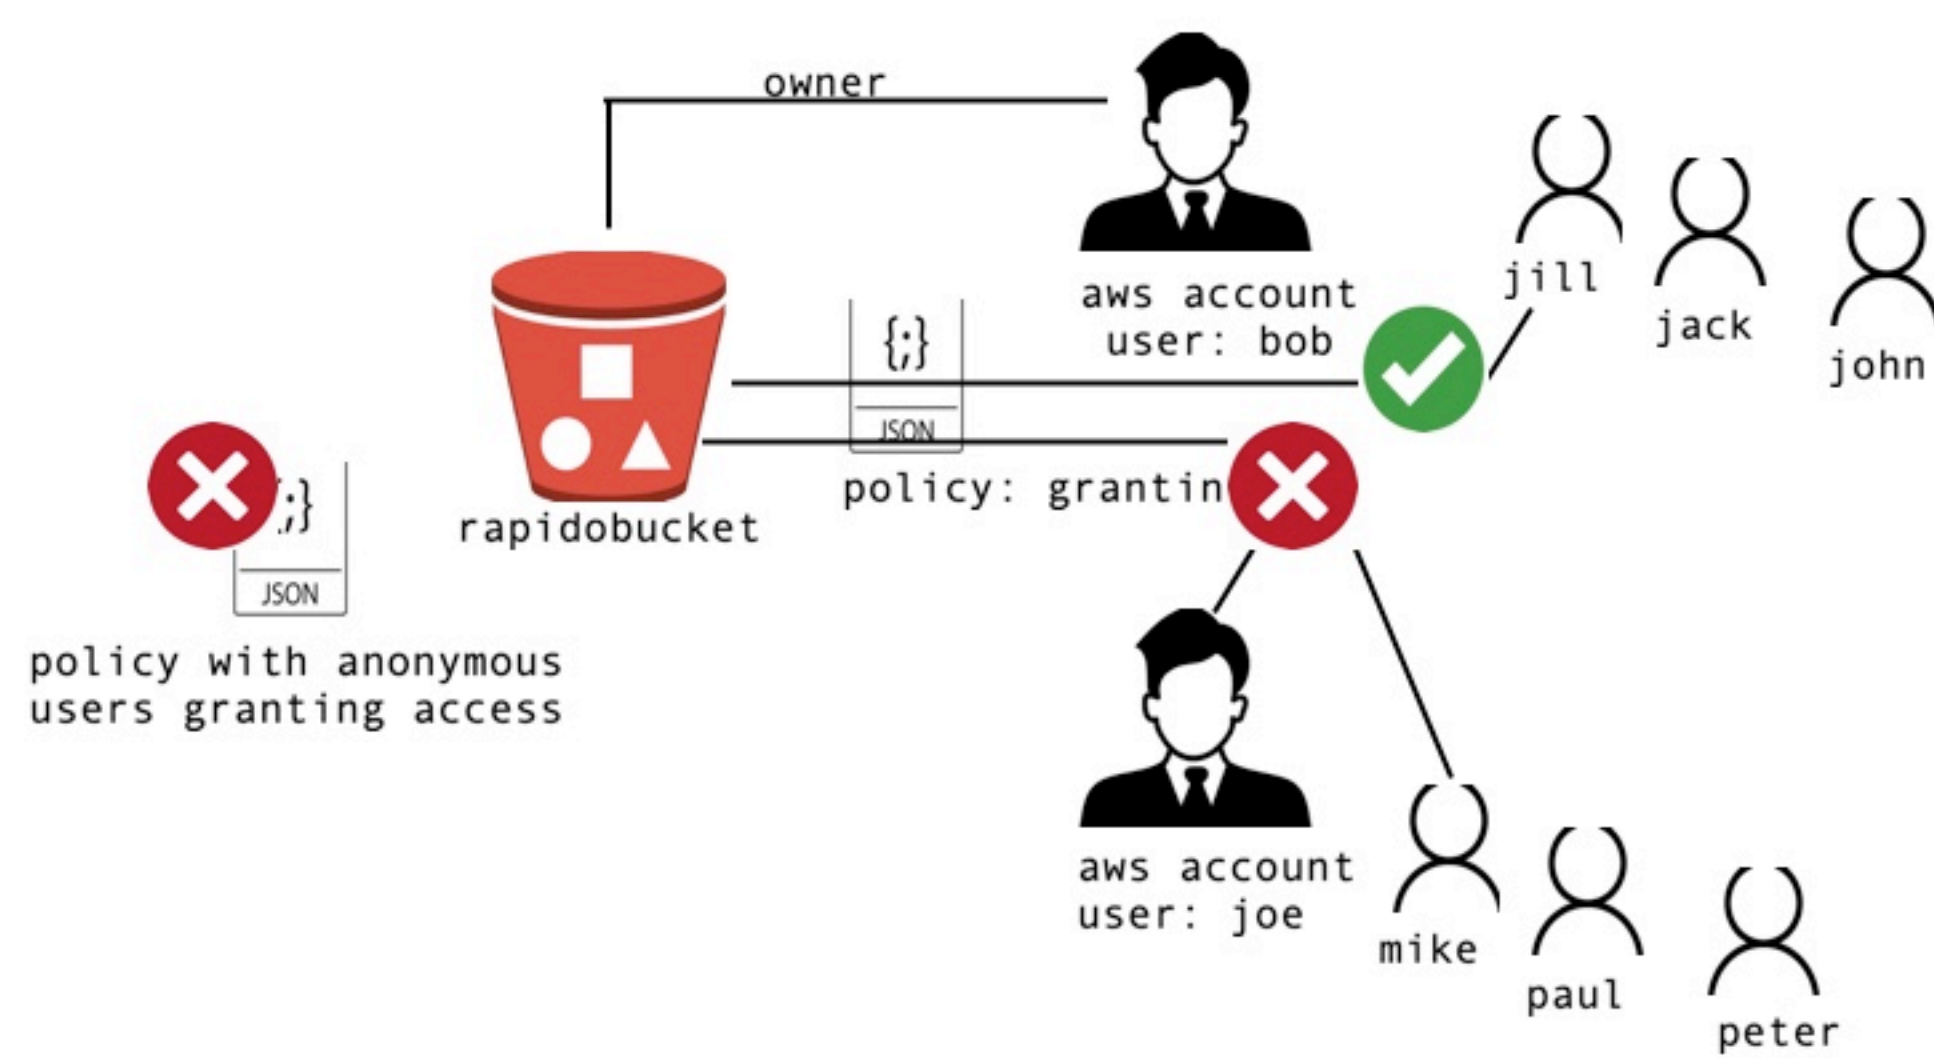 owner
aws account
user: bob
jill
jack
john
{;}
JSON
policy: grantin
rapidobucket
;}
JSON
policy with anonymous
users granting access
aws account
user: joe
mike
paul
peter